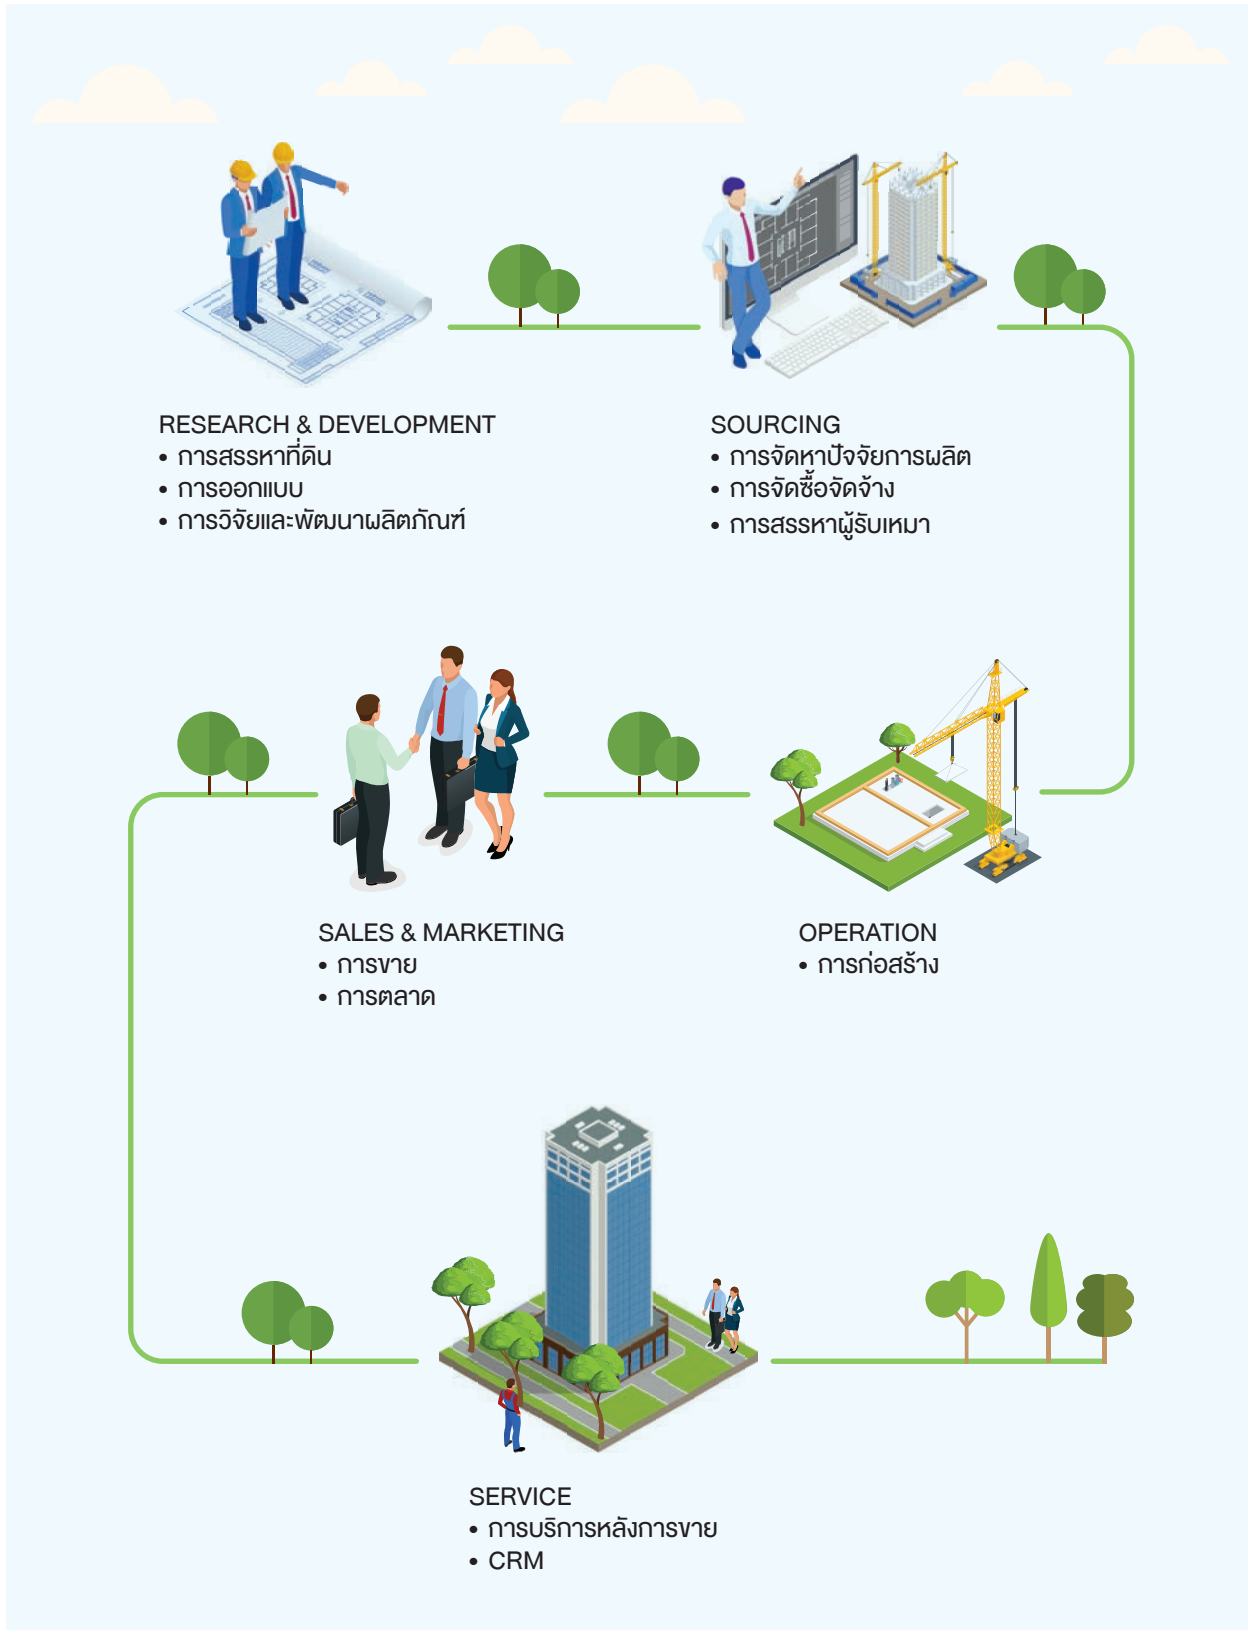 RESEARCH & DEVELOPMENT
• การสรรหาที่ดิน
• การออกแบบ
• การวิจัยและพัฒนาผลิตภัณฑ์
SOURCING
• การจัดหาปัจจัยการผลิต
• การจัดซื้อจัดจ้าง
• การสรรหาผู้รับเหมา
SALES & MARKETING
• การขาย
• การตลาด
OPERATION
• การก่อสร้าง
SERVICE
• การบริการหลังการขาย
• CRM